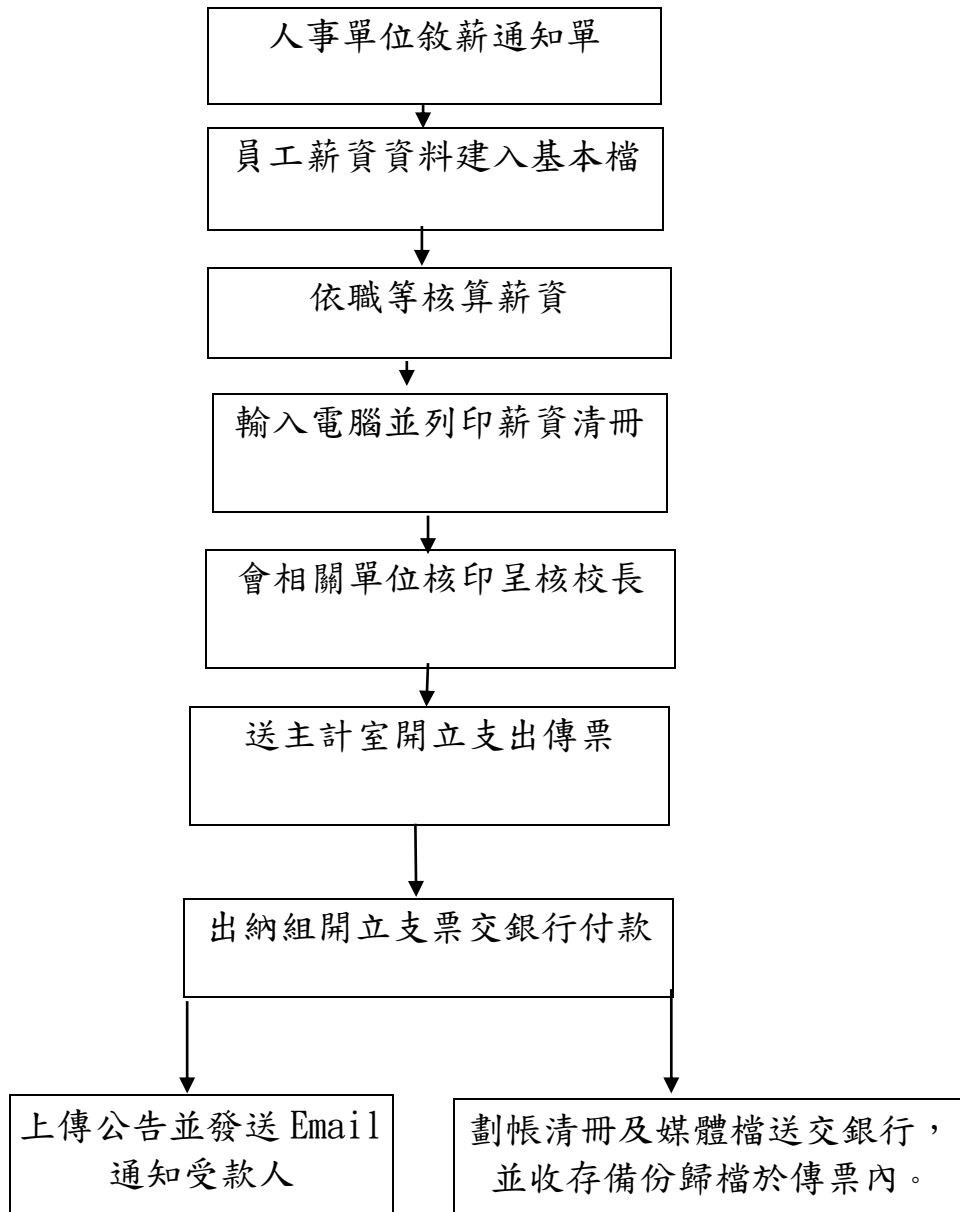 人事單位敘薪通知單
員工薪資資料建入基本檔
依職等核算薪資
輸入電腦並列印薪資清冊
會相關單位核印呈核校長
送主計室開立支出傳票
出納組開立支票交銀行付款
上傳公告並發送 Email
通知受款人
劃帳清冊及媒體檔送交銀行，
並收存備份歸檔於傳票內。